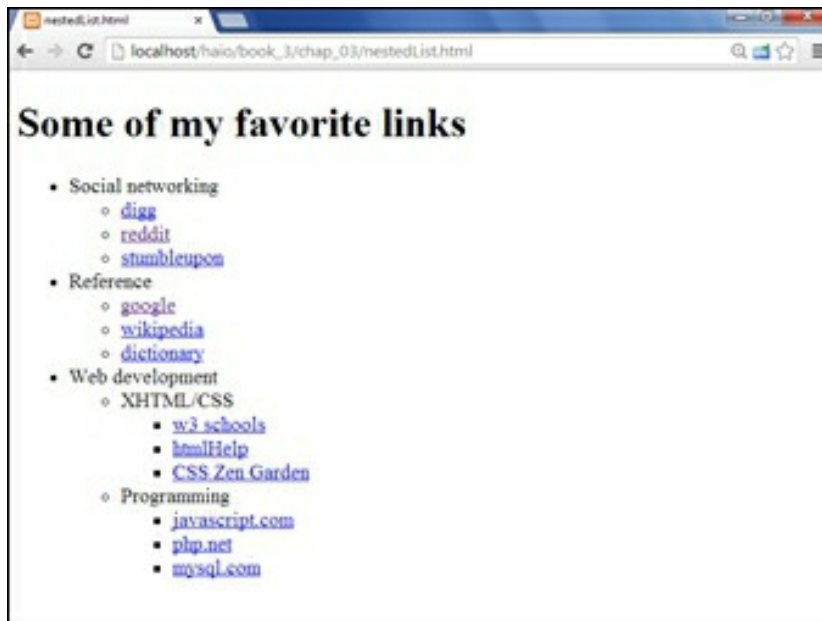 nestedList.html
localhost/haio/book_3/chap_03/nestedList.html
Some of my favorite links
Social networking
digg
reddit
stumbleupon
Reference
google
wikipedia
dictionary
Web development
XHTML/CSS
w3 schools
htmlHelp
CSS Zen Garden
Programming
javascript.com
php.net
mysql.com